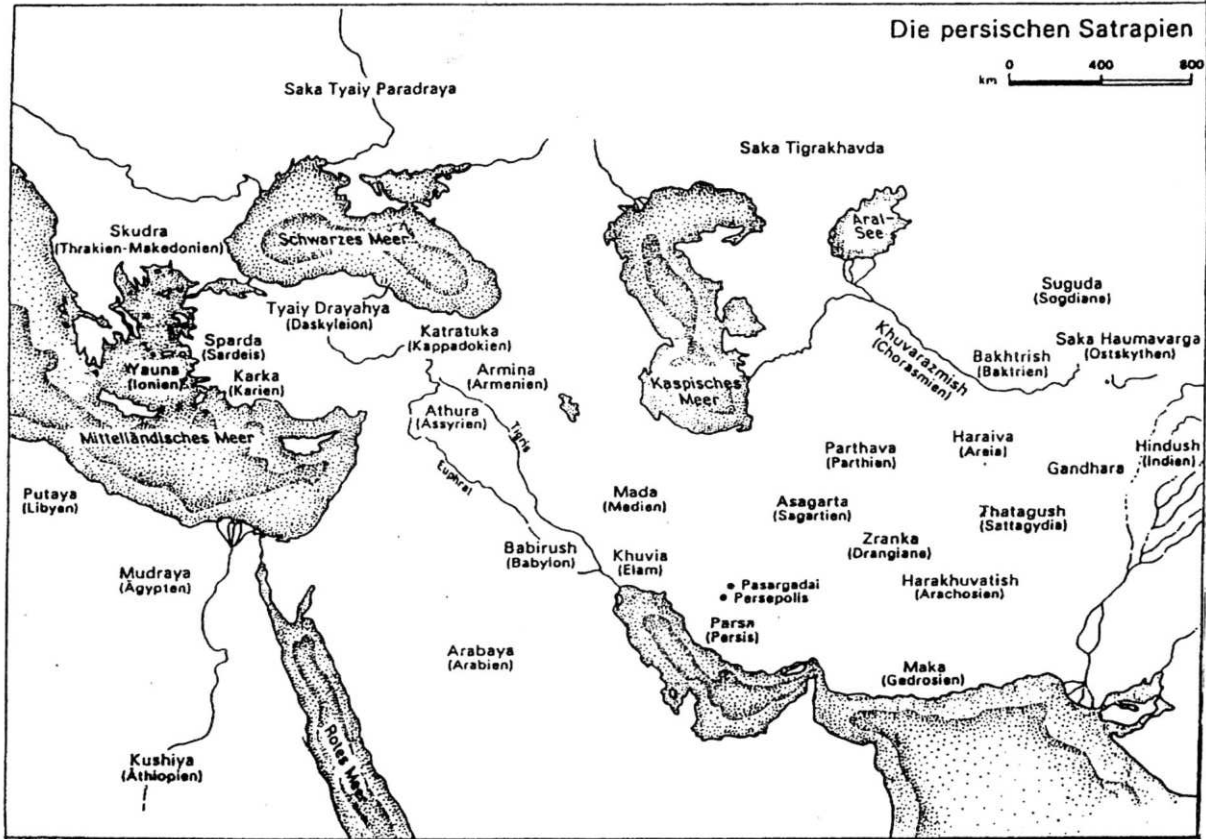 Die persischen Satrapien
0 400 800
km
Saka Tyaiy Paradraya
Saka Tigrakhavda
Aral-
See
Skudra
(Thrakien-Makedonien)
Schwarzes Meer
Suguda
(Sogdiane)
Tyaiy Drayahya
(Daskyleion)
Sparda
(Sardeis)
Katratuka
(Kappadokien)
Khuvarazmish
(Chorasmien)
Saka Haumavarga
(Ostskythen)
Bakhtrish
(Baktrien)
Yauna
(Ionien)
Karka
(Karien)
Armina
(Armenien)
Kaspisches
Meer
Athura
(Assyrien)
Tigris
Mittelländisches Meer
Parthava
(Parthien)
Haraiva
(Araia)
Hindush
(Indien)
Gandhara
Euphrat
Putaya
(Libyen)
Mada
(Medien)
Asagarta
(Sagartien)
Thatagush
(Sattagydia)
Zranka
(Drangiane)
Babirush
(Babylon)
Khuvia
(Elam)
Mudraya
(Ägypten)
Pasargadai
Persepolis
Harakhuvatish
(Arachosien)
Parsa
(Persis)
Arabaya
(Arabien)
Maka
(Gedrosien)
Rotes Meer
Kushiya
(Äthiopien)